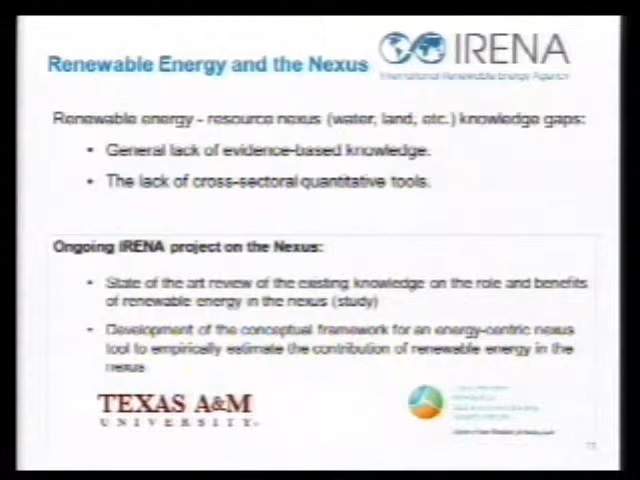 Renewable Energy and the Nexus
IRENA
International Renewable Energy Agency
Renewable energy - resource nexus (water, land, etc.) knowledge gaps:
• General lack of evidence-based knowledge.
• The lack of cross-sectoral quantitative tools.
Ongoing IRENA project on the Nexus:
• State of the art review of the existing knowledge on the role and benefits
of renewable energy in the nexus (study)
• Development of the conceptual framework for an energy-centric nexus
tool to empirically estimate the contribution of renewable energy in the
nexus
TEXAS A&M
UNIVERSITY